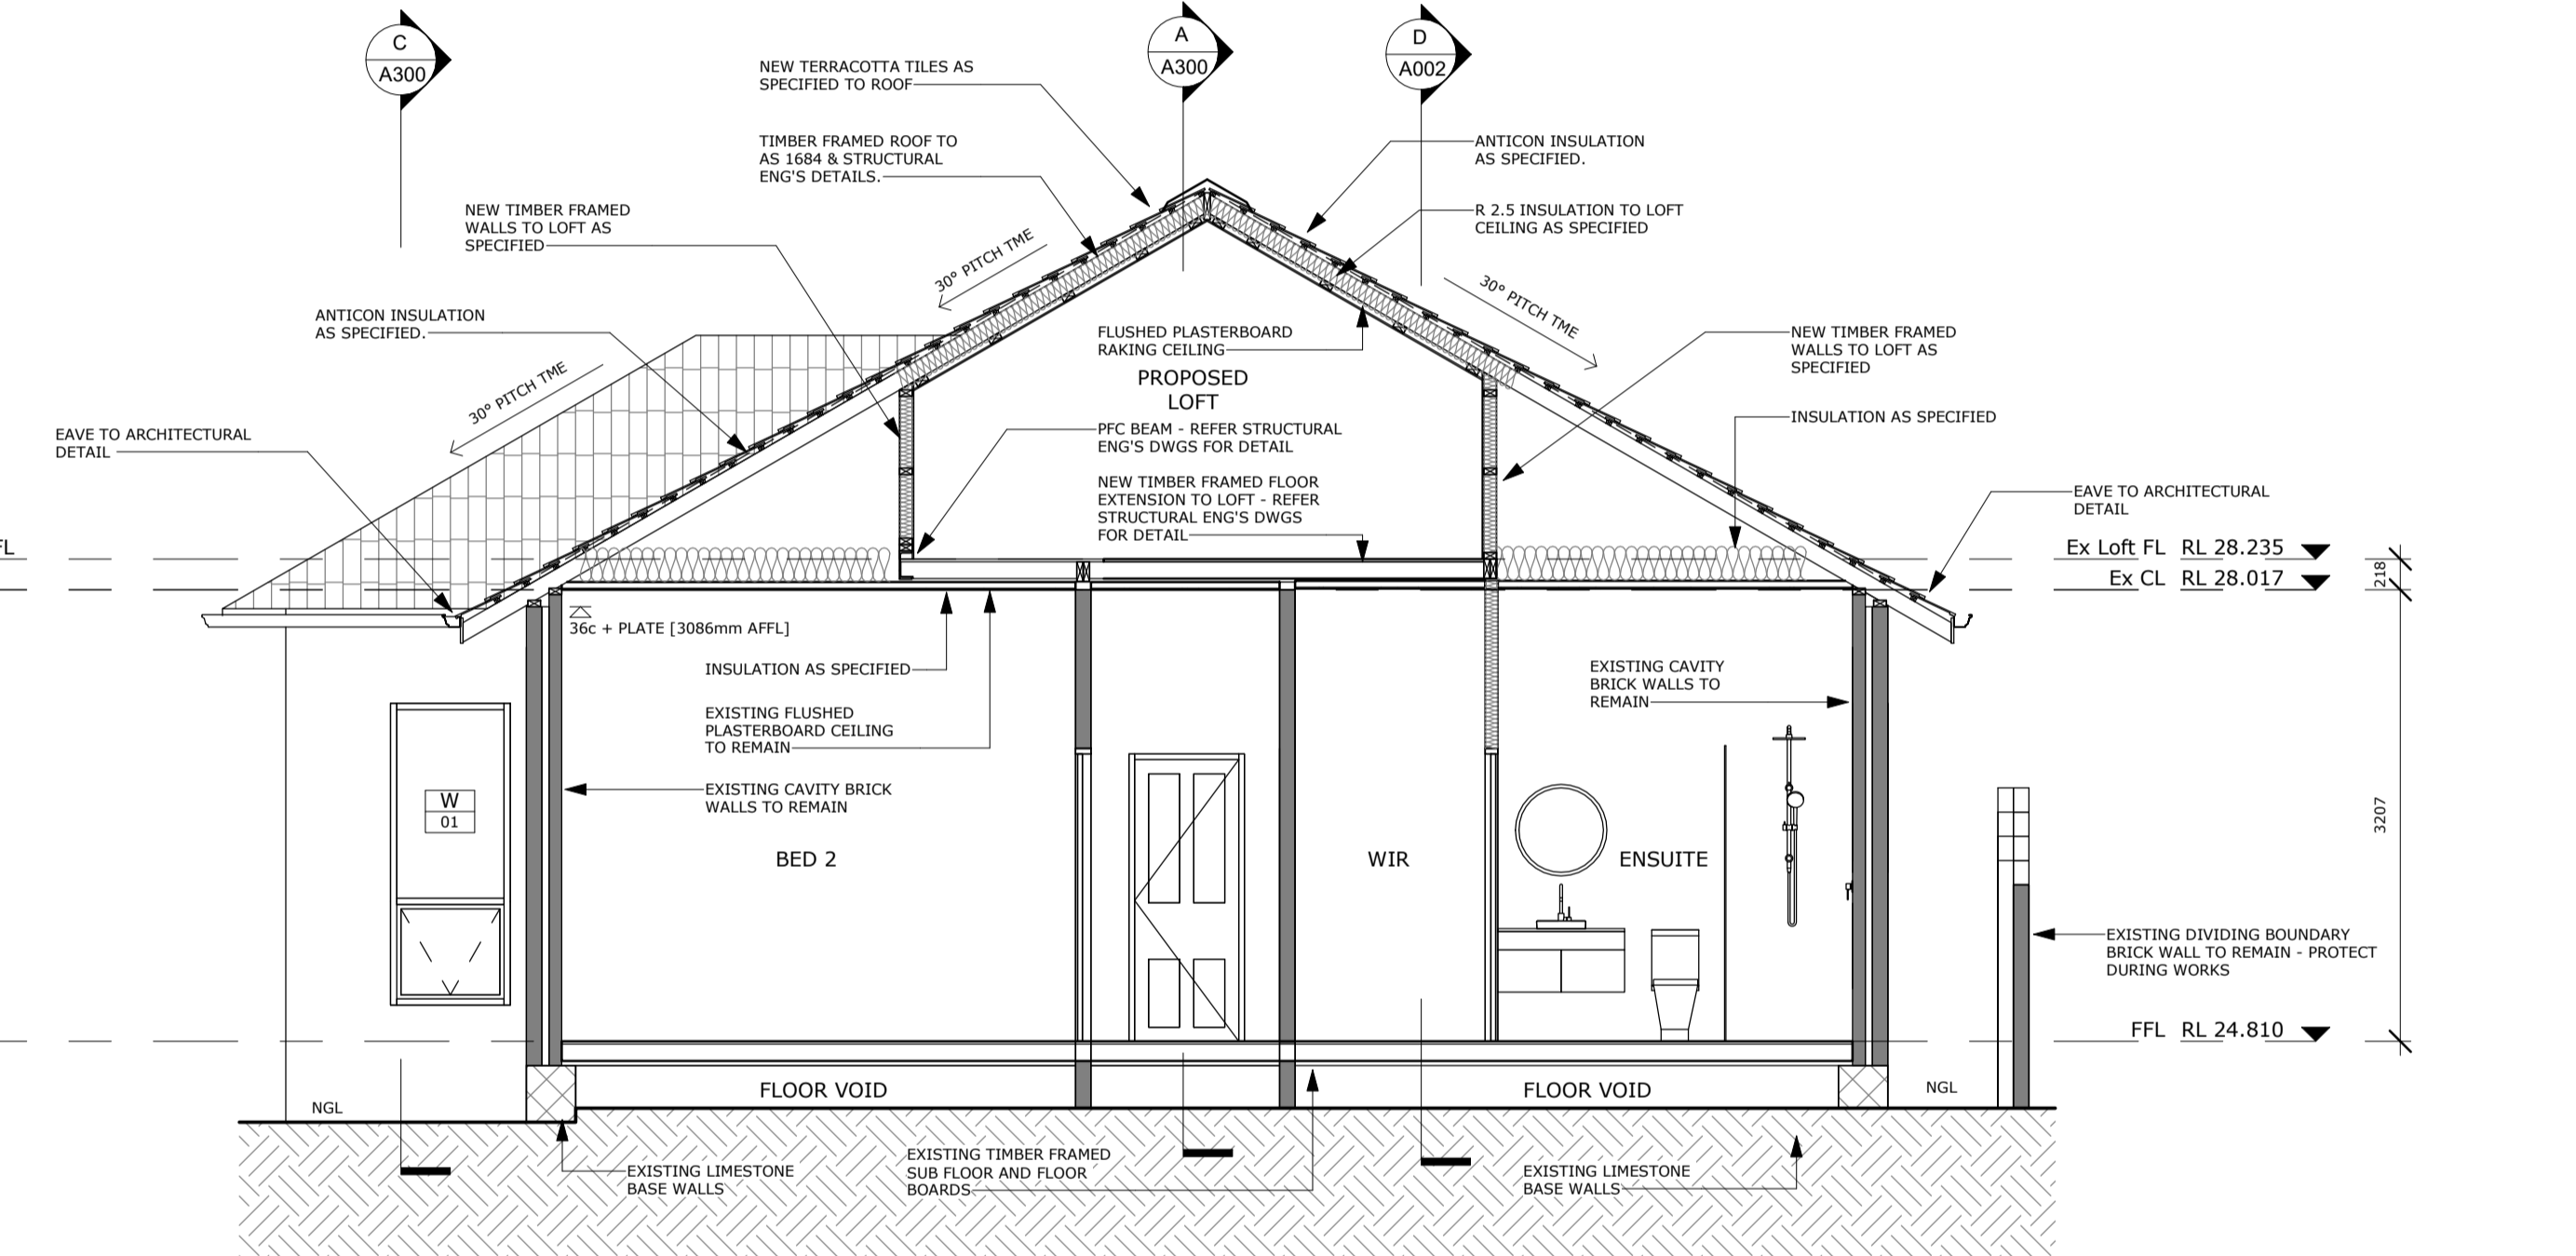 C
A300
A
A300
D
A002
NEW TERRACOTTA TILES AS
SPECIFIED TO ROOF
TIMBER FRAMED ROOF TO
AS 1684 & STRUCTURAL
ENG'S DETAILS.
ANTICON INSULATION
AS SPECIFIED.
NEW TIMBER FRAMED
WALLS TO LOFT AS
SPECIFIED
R 2.5 INSULATION TO LOFT
CEILING AS SPECIFIED
30° PITCH TME
30° PITCH TME
ANTICON INSULATION
AS SPECIFIED.
FLUSHED PLASTERBOARD
RAKING CEILING
NEW TIMBER FRAMED
WALLS TO LOFT AS
SPECIFIED
30° PITCH TME
PROPOSED
LOFT
INSULATION AS SPECIFIED
EAVE TO ARCHITECTURAL
DETAIL
PFC BEAM - REFER STRUCTURAL
ENG'S DWGS FOR DETAIL
NEW TIMBER FRAMED FLOOR
EXTENSION TO LOFT - REFER
STRUCTURAL ENG'S DWGS
FOR DETAIL
EAVE TO ARCHITECTURAL
DETAIL
FL
Ex Loft FL RL 28.235
Ex CL RL 28.017
218
36c + PLATE [3086mm AFFL]
INSULATION AS SPECIFIED
EXISTING CAVITY
BRICK WALLS TO
REMAIN
EXISTING FLUSHED
PLASTERBOARD CEILING
TO REMAIN
EXISTING CAVITY BRICK
WALLS TO REMAIN
W
01
3207
BED 2
WIR
ENSUITE
EXISTING DIVIDING BOUNDARY
BRICK WALL TO REMAIN - PROTECT
DURING WORKS
FFL RL 24.810
FLOOR VOID
FLOOR VOID
NGL
NGL
EXISTING LIMESTONE
BASE WALLS
EXISTING TIMBER FRAMED
SUB FLOOR AND FLOOR
BOARDS
EXISTING LIMESTONE
BASE WALLS